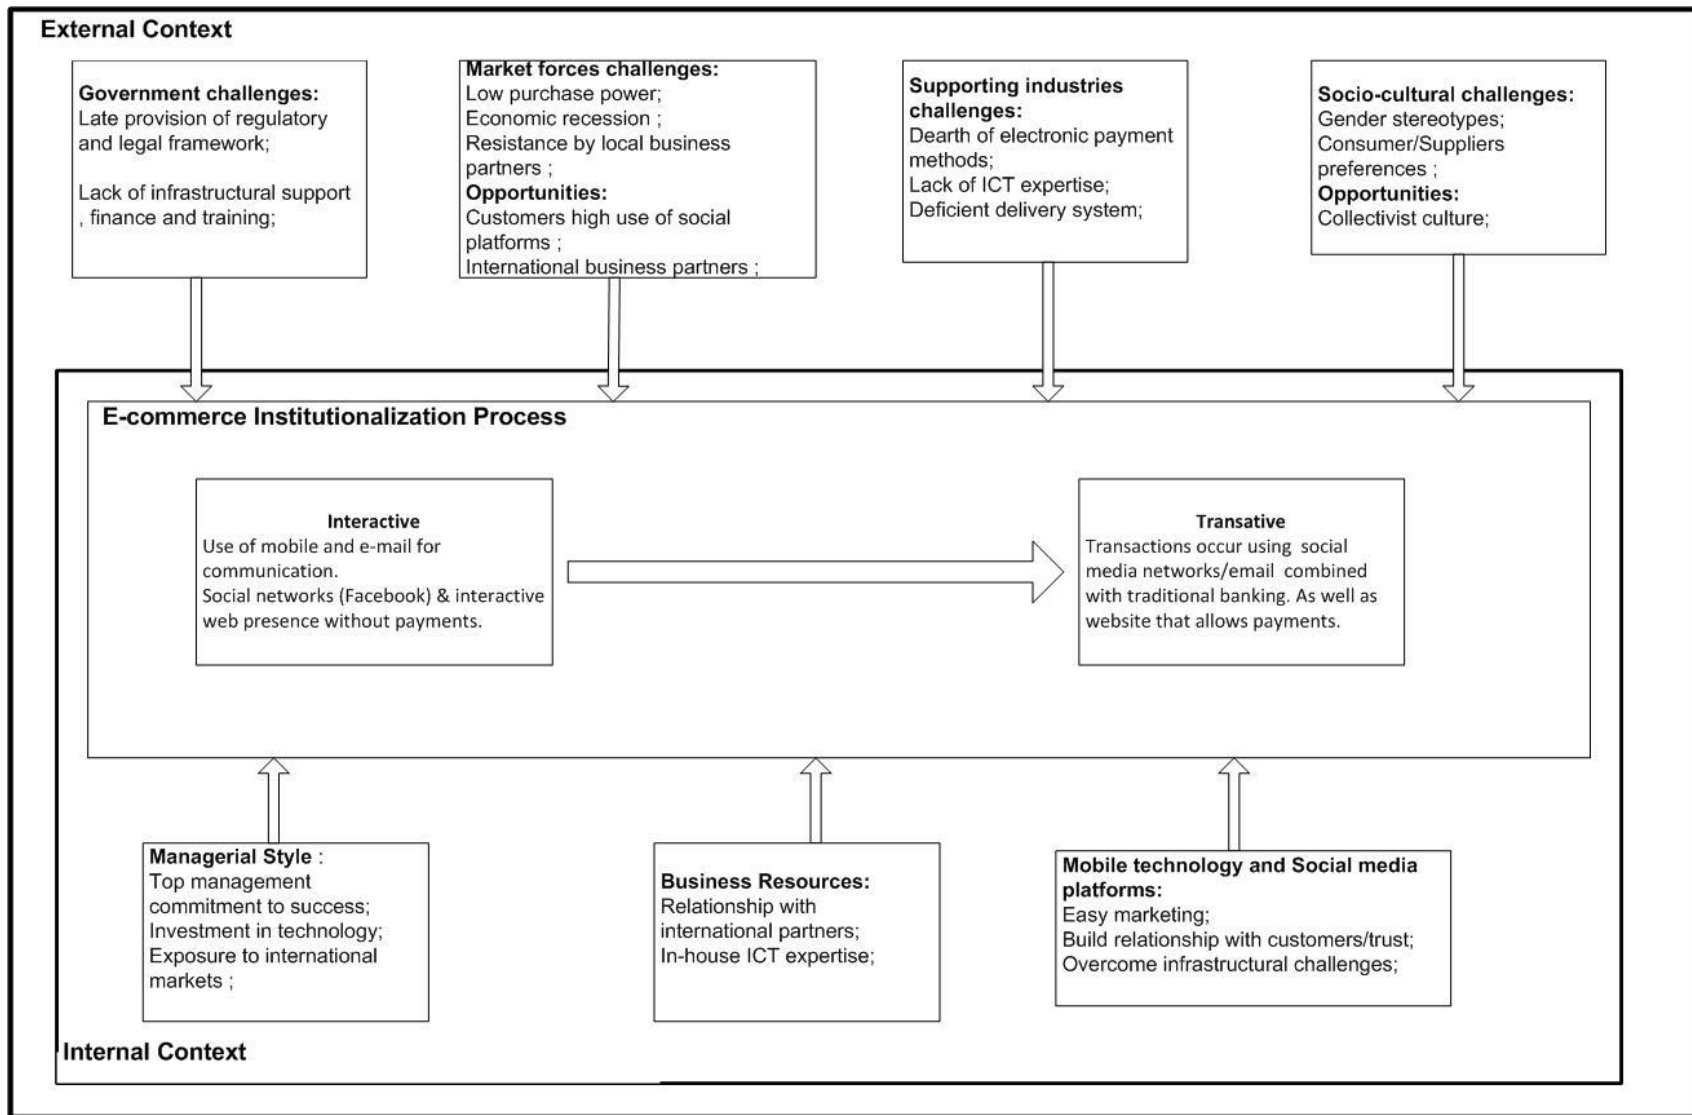 External Context
Government challenges:
Late provision of regulatory
and legal framework;
Lack of infrastructural support
, finance and training;
Market forces challenges:
Low purchase power;
Economic recession ;
Resistance by local business
partners ;
Opportunities:
Customers high use of social
platforms ;
International business partners ;
Supporting industries
challenges:
Dearth of electronic payment
methods;
Lack of ICT expertise;
Deficient delivery system;
Socio-cultural challenges:
Gender stereotypes;
Consumer/Suppliers
preferences ;
Opportunities:
Collectivist culture;
E-commerce Institutionalization Process
Interactive
Use of mobile and e-mail for
communication.
Social networks (Facebook) & interactive
web presence without payments.
Transative
Transactions occur using social
media networks/email combined
with traditional banking. As well as
website that allows payments.
Managerial Style :
Top management
commitment to success;
Investment in technology;
Exposure to international
markets ;
Business Resources:
Relationship with
international partners;
In-house ICT expertise;
Mobile technology and Social media
platforms:
Easy marketing;
Build relationship with customers/trust;
Overcome infrastructural challenges;
Internal Context